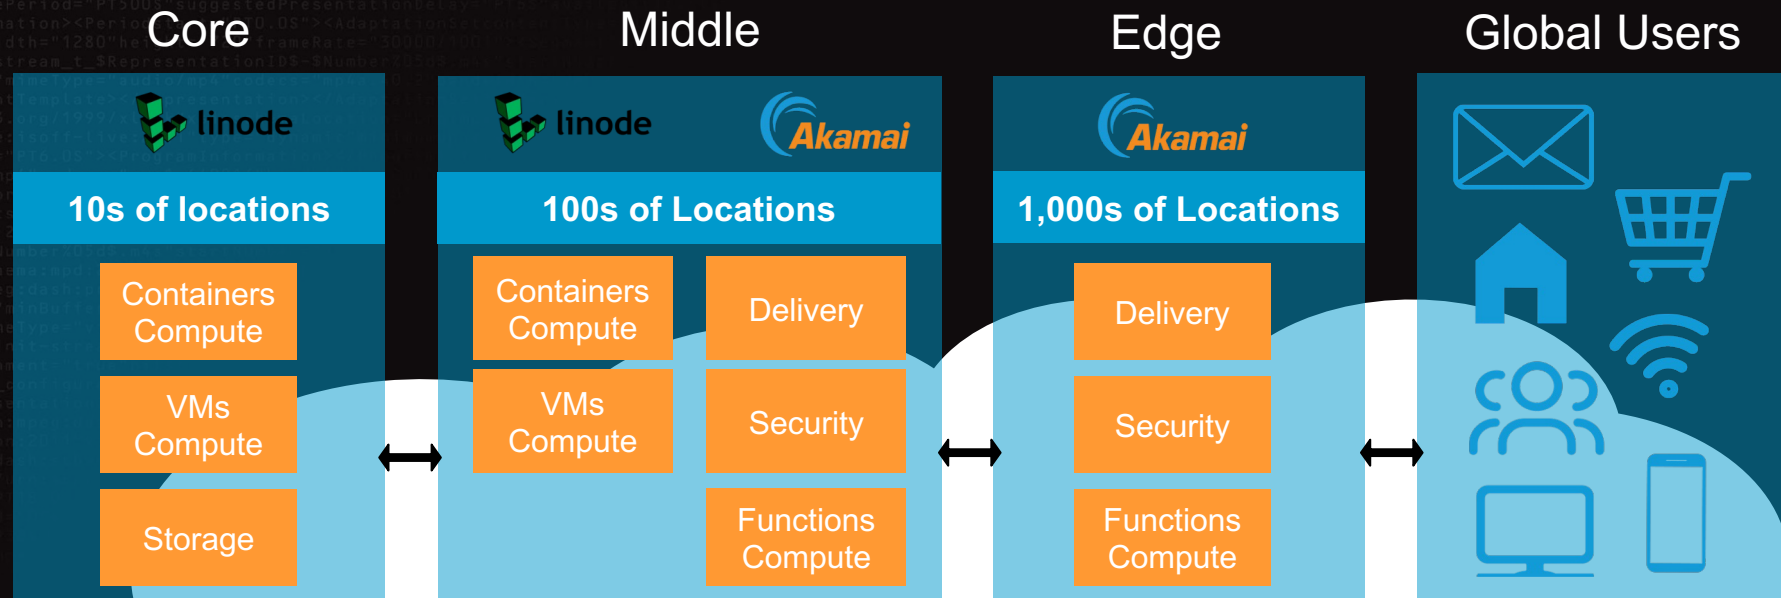 Core
Middle
Edge
Global Users
linode
linode
Akamai
Akamai
10s of locations
100s of Locations
1,000s of Locations
Containers
Compute
VMs
Compute
Storage
Containers
Compute
VMs
Compute
Delivery
Security
Functions
Compute
Delivery
Security
Functions
Compute